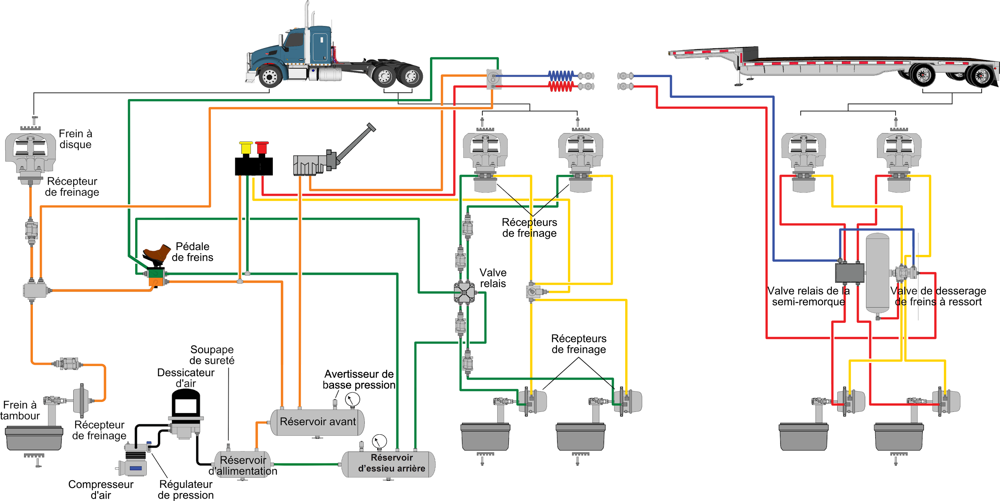 Frein à
disque
Récepteur
de freinage
Pédale
de freins
Récepteurs
de freinage
Valve
relais
Valve relais de la
semi-remorque
Valve de desserage
de freins à ressort
Récepteurs
de freinage
Soupape
de sureté
Dessicateur
d'air
Avertisseur de
basse pression
Frein à
tambour
Récepteur
de freinage
Réservoir avant
Réservoir
d'allimentation
Réservoir
d'essieu arrière
Compresseur
d'air
Régulateur
de pression